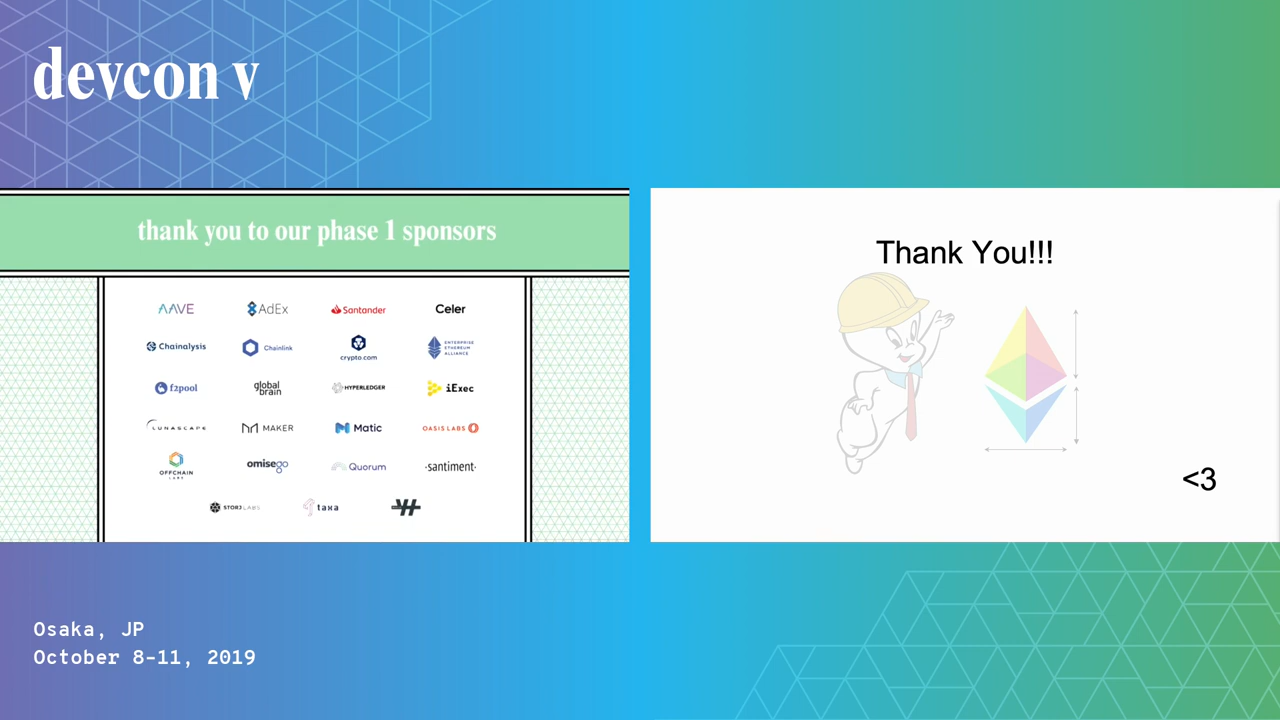 devcon v
thank you to our phase 1 sponsors
AAVE
AdEx
Santander
Celer
Chainalysis
Chainlink
crypto.com
ENTERPRISE
ETHEREUM
ALLIANCE
f2pool
global
brain
HYPERLEDGER
iExec
LUNASCAPE
MAKER
Matic
OASIS LABS
OFFCHAIN
LABS
omisego
Quorum
·santiment·
STORJ LABS
taxa
Thank You!!!
<3
Osaka, JP
October 8-11, 2019